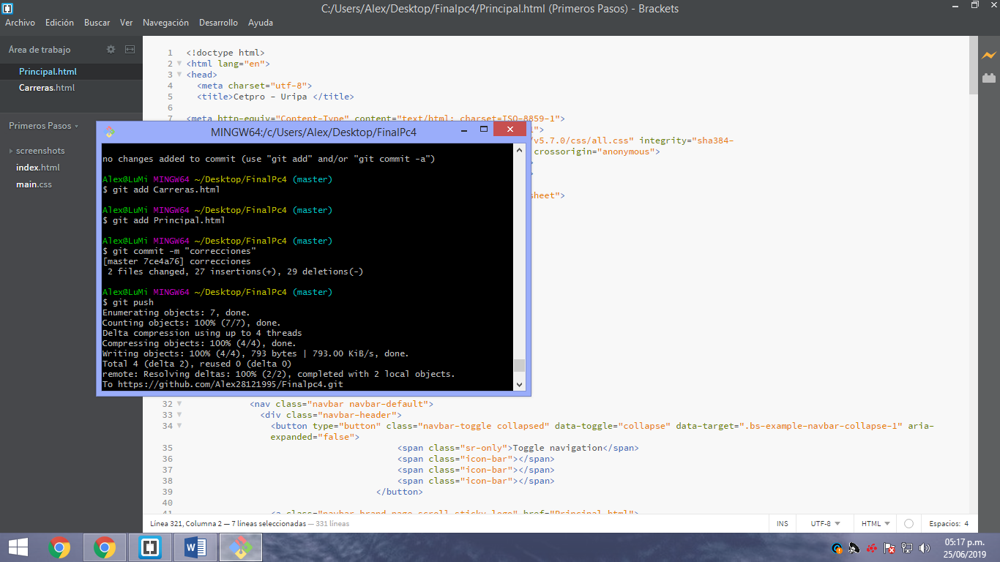 C:/Users/Alex/Desktop/Finalpc4/Principal.html (Primeros Pasos) - Brackets
Archivo Edición Buscar Ver Navegación Desarrollo Ayuda
Área de trabajo
Principal.html
Carreras.html
Primeros Pasos
screenshots
index.html
main.css
1 <!doctype html>
2 <html lang="en">
3 <head>
4 <meta charset="utf-8">
5 <title>Cetpro - Uripa </title>
6
7 <meta http-equiv="Content-Type" content="text/html; charset=ISO-8859-1">
1">
/v5.7.0/css/all.css" integrity="sha384-
crossorigin="anonymous">
>
>
sheet">
MINGW64:/c/Users/Alex/Desktop/FinalPc4
no changes added to commit (use "git add" and/or "git commit -a")
Alex@LuMi MINGW64 ~/Desktop/FinalPc4 (master)
$ git add Carreras.html
Alex@LuMi MINGW64 ~/Desktop/FinalPc4 (master)
$ git add Principal.html
Alex@LuMi MINGW64 ~/Desktop/FinalPc4 (master)
$ git commit -m "correcciones"
[master 7ce4a76] correcciones
2 files changed, 27 insertions(+), 29 deletions(-)
Alex@LuMi MINGW64 ~/Desktop/FinalPc4 (master)
$ git push
Enumerating objects: 7, done.
Counting objects: 100% (7/7), done.
Delta compression using up to 4 threads
Compressing objects: 100% (4/4), done.
Writing objects: 100% (4/4), 793 bytes | 793.00 KiB/s, done.
Total 4 (delta 2), reused 0 (delta 0)
remote: Resolving deltas: 100% (2/2), completed with 2 local objects.
To https://github.com/Alex28121995/Finalpc4.git
32 <nav class="navbar navbar-default">
33 <div class="navbar-header">
34 <button type="button" class="navbar-toggle collapsed" data-toggle="collapse" data-target=".bs-example-navbar-collapse-1" aria-
expanded="false">
35 <span class="sr-only">Toggle navigation</span>
36 <span class="icon-bar"></span>
37 <span class="icon-bar"></span>
38 <span class="icon-bar"></span>
39 </button>
40
41 <a class="navbar-brand page-scroll sticky-logo" href="Principal.html">
Línea 321, Columna 2 — 7 líneas seleccionadas — 331 líneas
INS UTF-8 HTML Espacios: 4
05:17 p.m.
25/06/2019